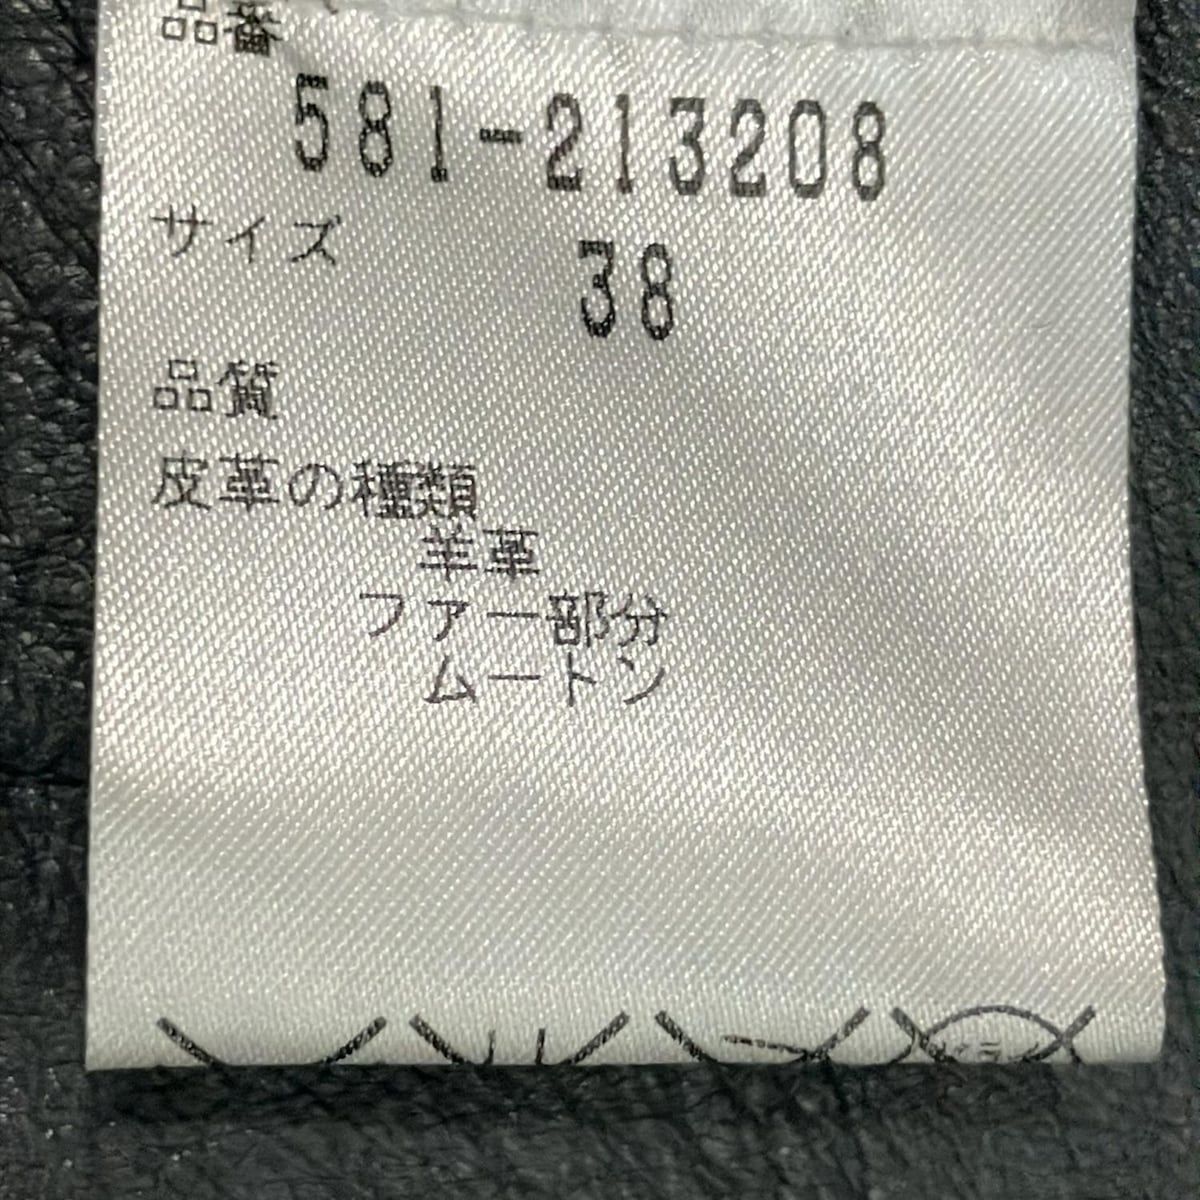 品番
581-213208
サイズ
38
品質
皮革の種類
羊革
ファー部分
ムートン